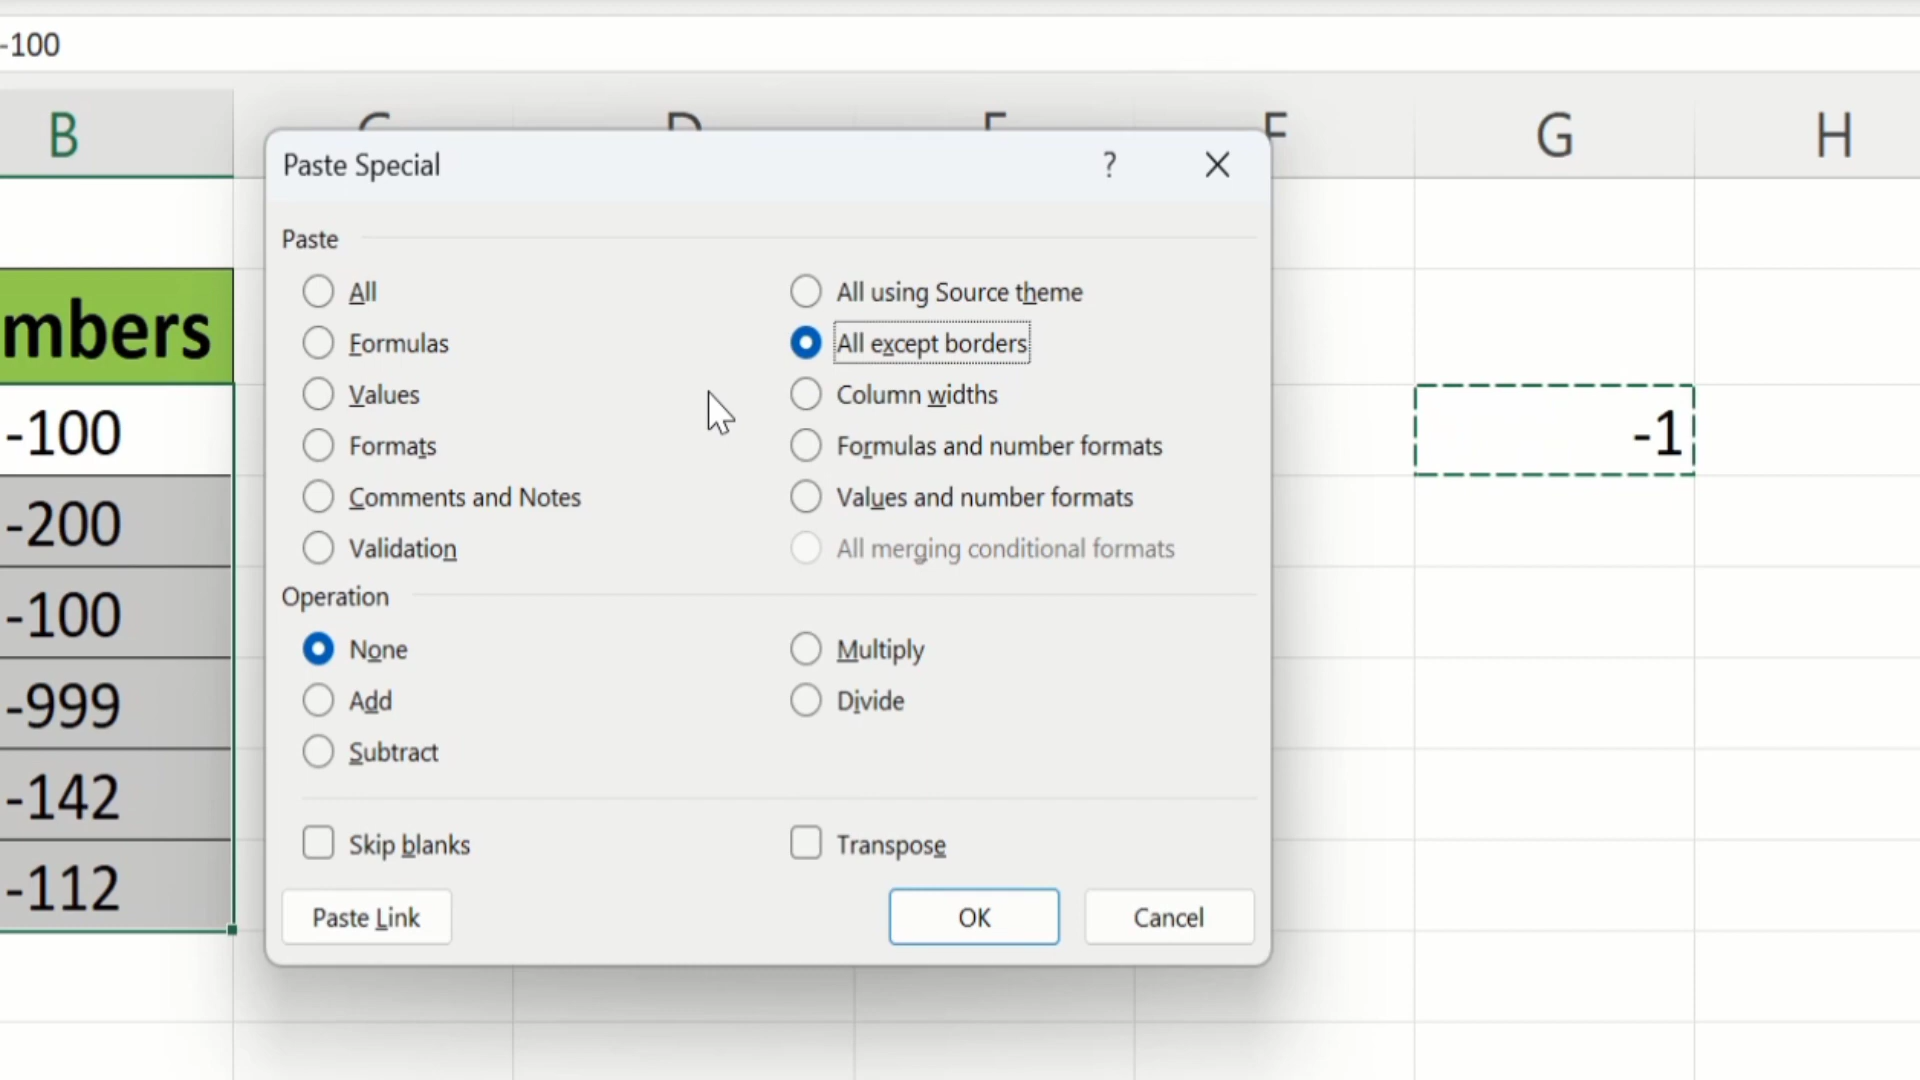 -100
B
G
H
Paste Special
?
Paste
All
All using Source theme
Formulas
All except borders
Values
Column widths
Formats
Formulas and number formats
Comments and Notes
Values and number formats
Validation
All merging conditional formats
Operation
None
Multiply
Add
Divide
Subtract
Skip blanks
Transpose
Paste Link
OK
Cancel
mbers
-100
-200
-100
-999
-142
-112
-1